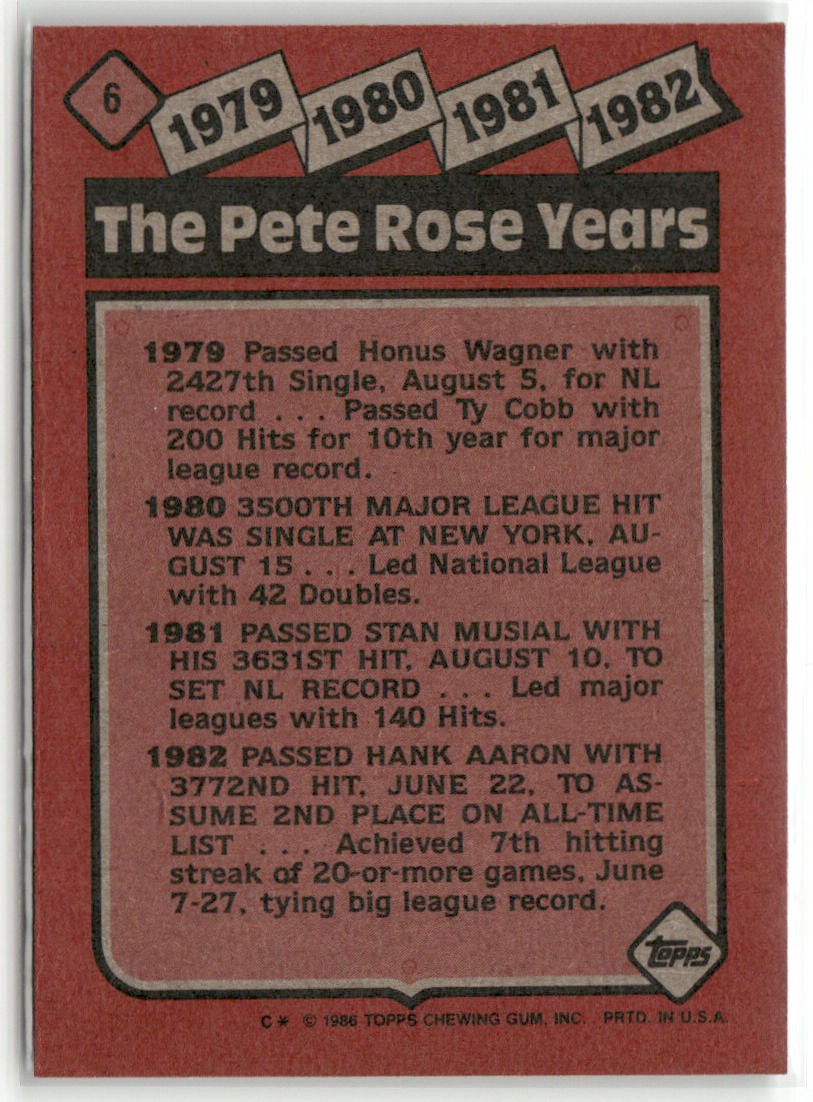 6
1979 1980 1981 1982
The Pete Rose Years
1979 Passed Honus Wagner with
2427th Single, August 5, for NL
record . . . Passed Ty Cobb with
200 Hits for 10th year for major
league record.
1980 3500TH MAJOR LEAGUE HIT
WAS SINGLE AT NEW YORK, AU-
GUST 15 . . . Led National League
with 42 Doubles.
1981 PASSED STAN MUSIAL WITH
HIS 3631ST HIT, AUGUST 10, TO
SET NL RECORD . . . Led major
leagues with 140 Hits.
1982 PASSED HANK AARON WITH
3772ND HIT, JUNE 22, TO AS-
SUME 2ND PLACE ON ALL-TIME
LIST . . . Achieved 7th hitting
streak of 20-or-more games, June
7-27, tying big league record.
topps
C * © 1986 TOPPS CHEWING GUM, INC. PRTD. IN U.S.A.